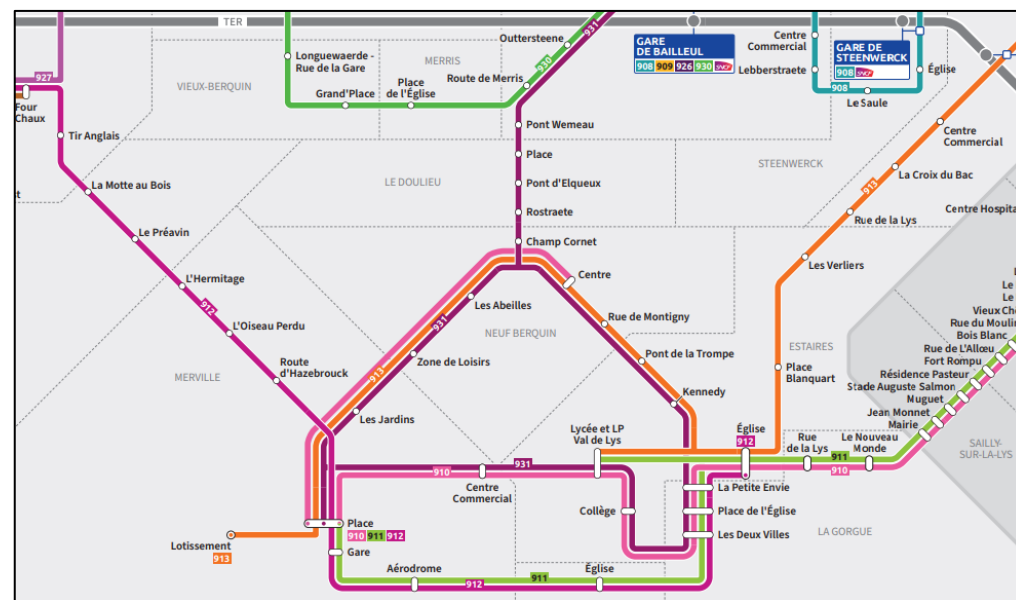 TER
927
Four
Chaux
Tir Anglais
La Motte au Bois
Le Préavin
L'Hermitage
912
L'Oiseau Perdu
Route
d'Hazebrouck
MERVILLE
VIEUX-BERQUIN
Longuewaerde -
Rue de la Gare
Grand'Place
MERRIS
Place
de l'Église
Route de Merris
Outtersteene
930
931
GARE
DE BAILLEUL
908 909 926 930 SNCF
Centre
Commercial
Lebberstraete
GARE DE
STEENWERCK
908 SNCF
Église
908
Le Saule
Centre
Commercial
La Croix du Bac
913
Rue de la Lys
Les Verliers
STEENWERCK
Centre Hospita
Pont Wemeau
Place
Pont d'Elqueux
Rostraete
Champ Cornet
LE DOULIEU
Centre
Les Abeilles
931
NEUF BERQUIN
Rue de Montigny
Zone de Loisirs
913
Pont de la Trompe
Les Jardins
Kennedy
ESTAIRES
Place
Blanquart
Le
Le
Vieux Che
Rue du Moulin
Bois Blanc
Rue de L'Allœu
Fort Rompu
Résidence Pasteur
Stade Auguste Salmon
Muguet
Jean Monnet
Mairie
SAILLY-
SUR-LA-LYS
Lycée et LP
Val de Lys
Église
912
Rue
de la Lys
Le Nouveau
Monde
911
910
910
931
Centre
Commercial
Collège
La Petite Envie
Place de l'Église
Les Deux Villes
LA GORGUE
Place
910 911 912
Gare
Lotissement
913
Aérodrome
912
911
Église